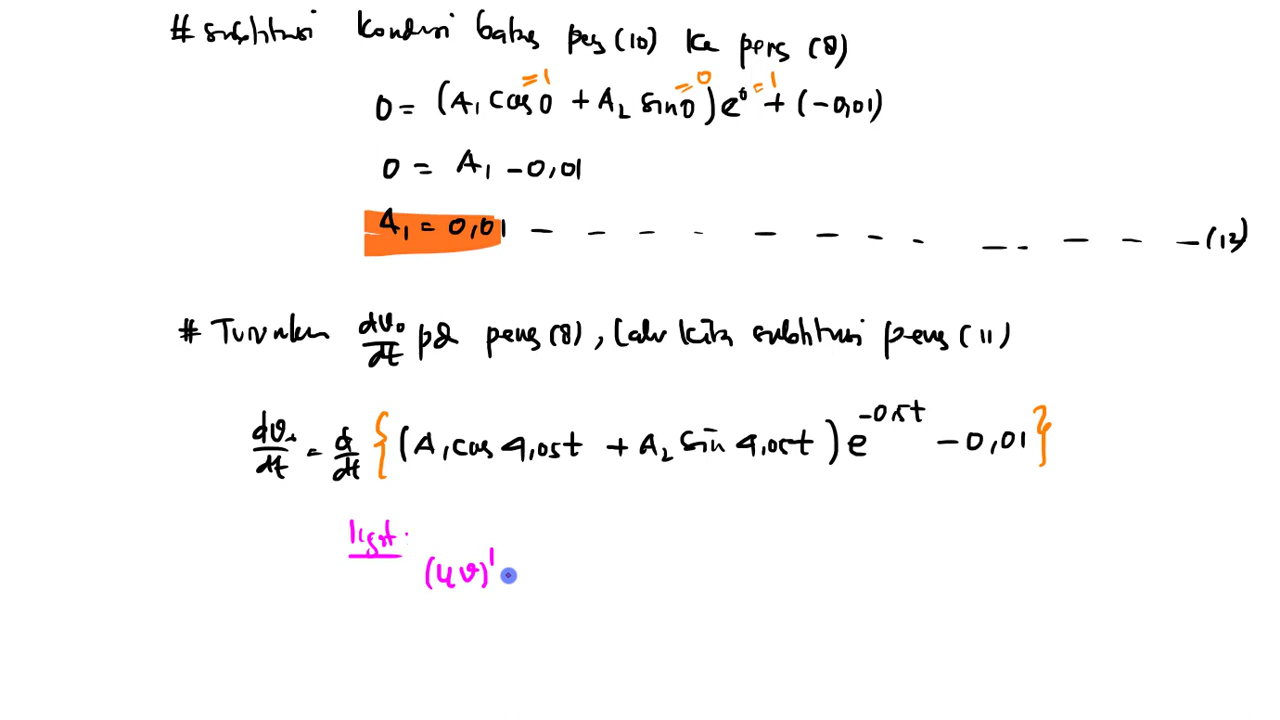 # substitusi kondisi batas pers (10) ke pers (8)
=1 =0 =1
0 = (A₁ cos 0 + A₂ sin 0) e⁰ + (-0,01)
0 = A₁ - 0,01
A₁ = 0,01 - - - - - - - - - - - - (12)
# Turunkan dv₀/dt pd pers (8), lalu kita subtitusi pers (11)
dv₀/dt = d/dt { (A₁ cos 4,05t + A₂ sin 4,05t) e^-0,5t - 0,01 }
Ingat :
(uv)'